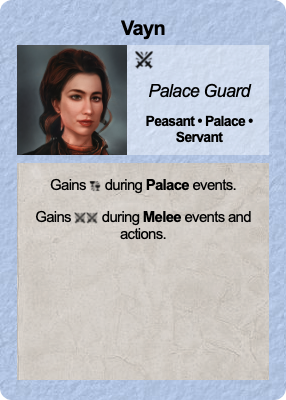 Vayn
Palace Guard
Peasant • Palace •
Servant
Gains during Palace events.
Gains during Melee events and
actions.